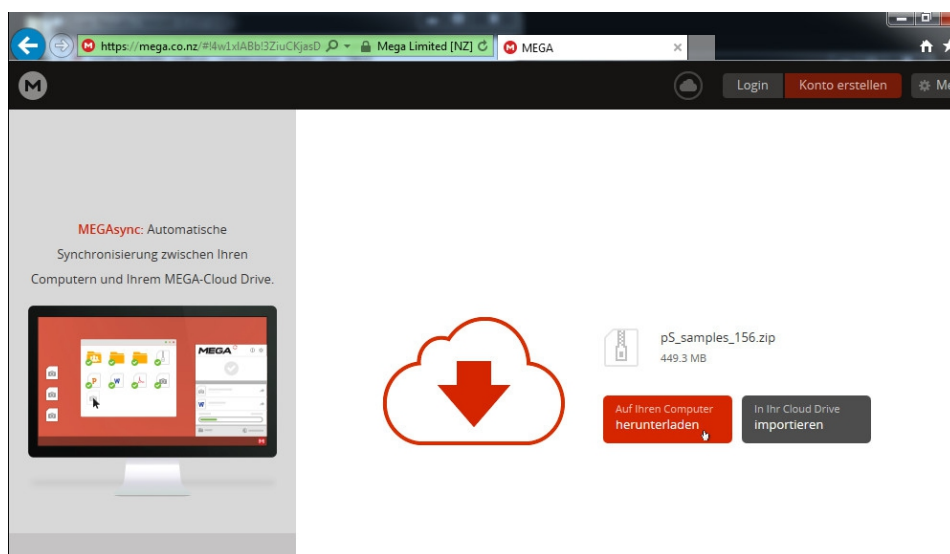 https://mega.co.nz/#!4w1xlABb!3ZiuCKjasD
Mega Limited [NZ]
MEGA
Login
Konto erstellen
MEGAsync: Automatische
Synchronisierung zwischen Ihren
Computern und Ihrem MEGA-Cloud Drive.
MEGA
pS_samples_156.zip
449.3 MB
Auf Ihren Computer
herunterladen
In Ihr Cloud Drive
importieren